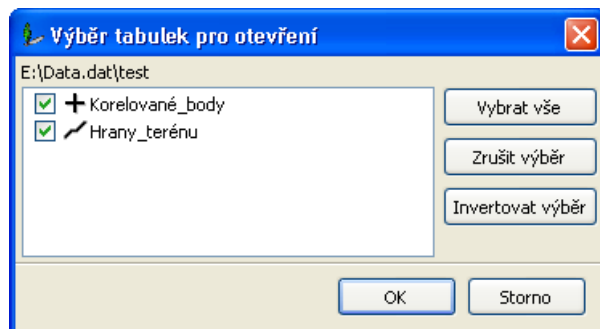 Výběr tabulek pro otevření
E:\Data.dat\test
Korelované_body
Hrany_terénu
Vybrat vše
Zrušit výběr
Invertovat výběr
OK
Storno